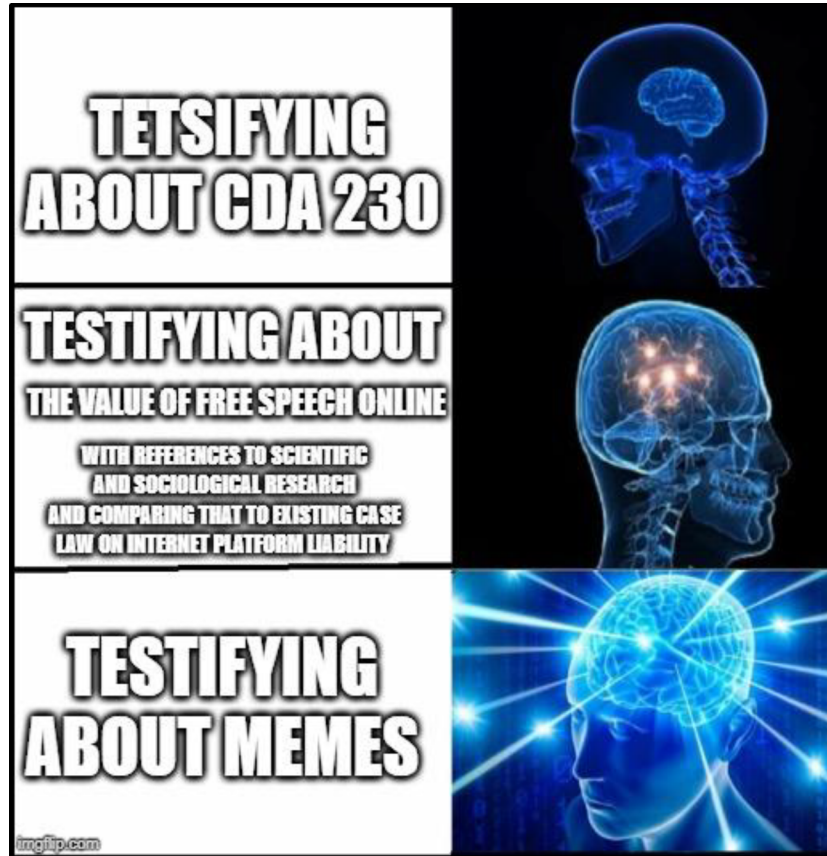 TETSIFYING
ABOUT CDA 230
TESTIFYING ABOUT
THE VALUE OF FREE SPEECH ONLINE
WITH REFERENCES TO SCIENTIFIC
AND SOCIOLOGICAL RESEARCH
AND COMPARING THAT TO EXISTING CASE
LAW ON INTERNET PLATFORM LIABILITY
TESTIFYING
ABOUT MEMES
imgflip.com